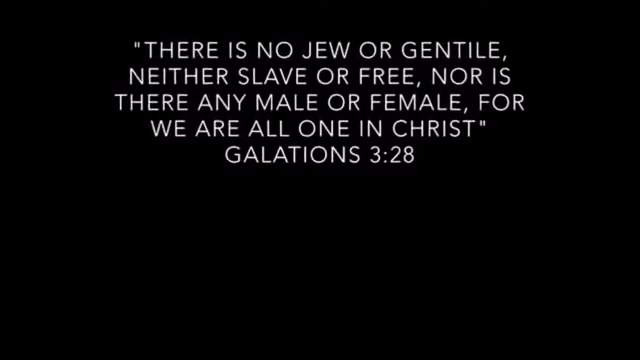 "THERE IS NO JEW OR GENTILE,
NEITHER SLAVE OR FREE, NOR IS
THERE ANY MALE OR FEMALE, FOR
WE ARE ALL ONE IN CHRIST"
GALATIONS 3:28